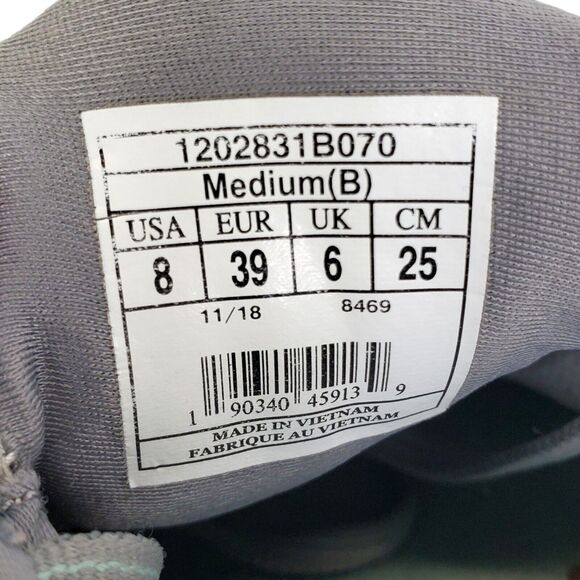 1202831B070
Medium(B)
USA EUR UK CM
8 39 6 25
11/18 8469
1 90340 45913 9
MADE IN VIETNAM
FABRIQUE AU VIETNAM